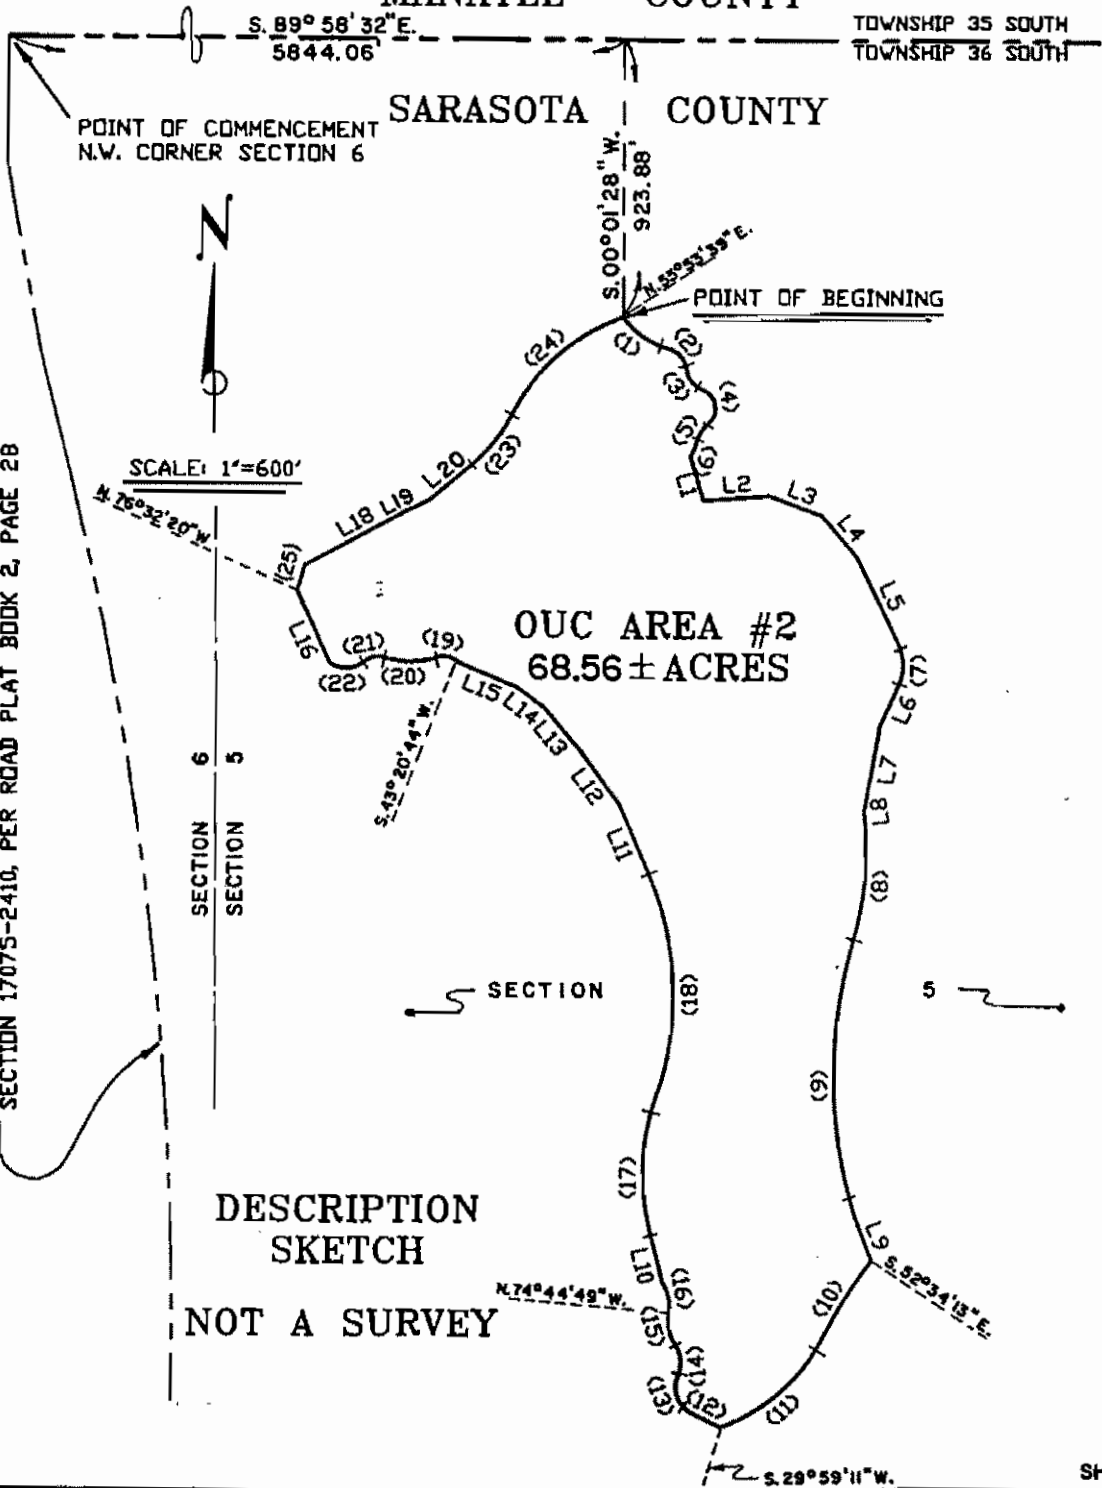 MANATEE COUNTY
S. 89° 58' 32" E.
5844.06'
TOWNSHIP 35 SOUTH
TOWNSHIP 36 SOUTH
SARASOTA COUNTY
POINT OF COMMENCEMENT
N.W. CORNER SECTION 6
S. 00°01'28" W.
923.88'
N
POINT OF BEGINNING
SCALE: 1"=600'
N. 76°32'20" W
(1)
(2)
(3)
(4)
(5)
(6)
L1
L2
L3
L4
L5
(7)
L6
L7
L8
(8)
(9)
L9
S. 52°34'13" E.
(10)
(11)
S. 29°59'11" W.
(12)
(13)
(14)
(15)
N. 74°44'49" W.
(16)
L10
(17)
(18)
L11
L12
L13
L14
L15
S. 43°20'44" W.
(19)
(20)
(21)
(22)
L16
(25)
L18
L19
L20
(23)
(24)
OUC AREA #2
68.56 ± ACRES
SECTION 6
SECTION 5
SECTION 5
SECTION 17075-2410, PER ROAD PLAT BOOK 2, PAGE 2B
DESCRIPTION
SKETCH
NOT A SURVEY
SH